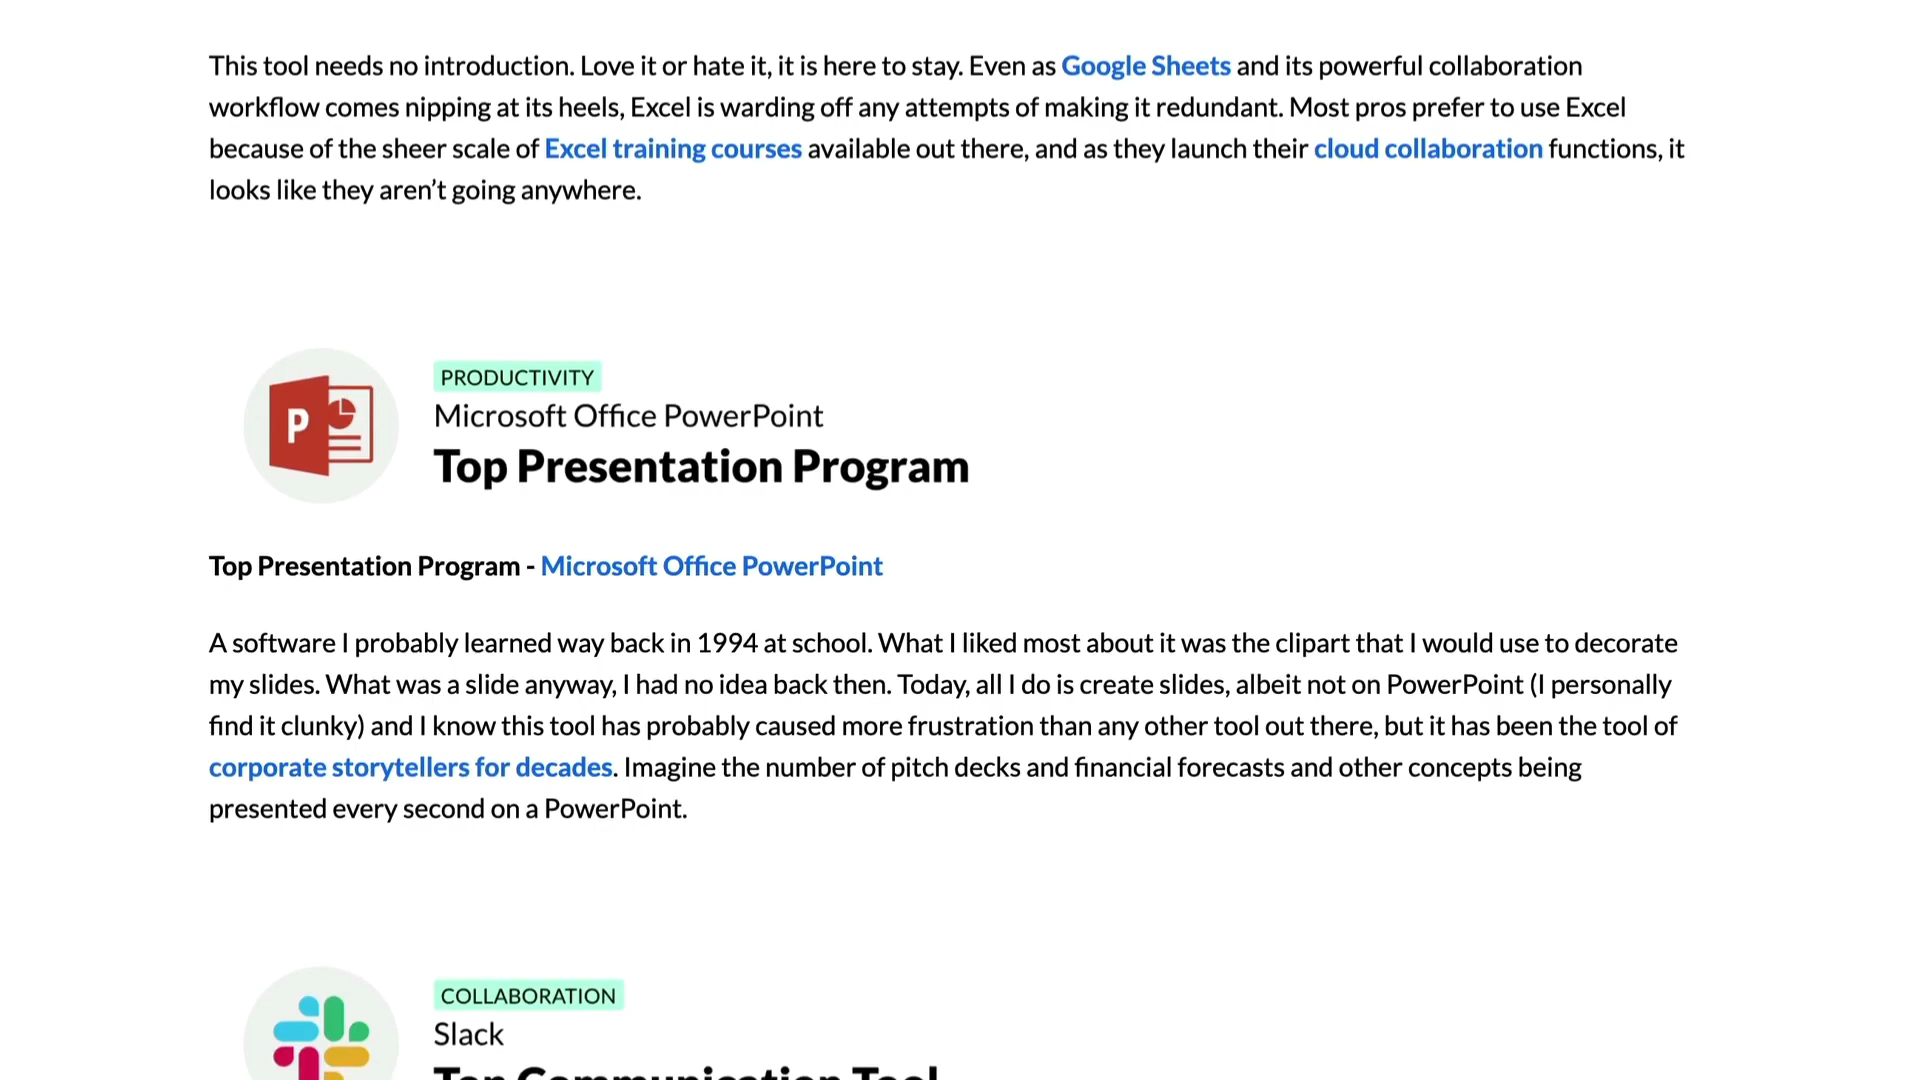 This tool needs no introduction. Love it or hate it, it is here to stay. Even as Google Sheets and its powerful collaboration
workflow comes nipping at its heels, Excel is warding off any attempts of making it redundant. Most pros prefer to use Excel
because of the sheer scale of Excel training courses available out there, and as they launch their cloud collaboration functions, it
looks like they aren’t going anywhere.
P
PRODUCTIVITY
Microsoft Office PowerPoint
Top Presentation Program
Top Presentation Program - Microsoft Office PowerPoint
A software I probably learned way back in 1994 at school. What I liked most about it was the clipart that I would use to decorate
my slides. What was a slide anyway, I had no idea back then. Today, all I do is create slides, albeit not on PowerPoint (I personally
find it clunky) and I know this tool has probably caused more frustration than any other tool out there, but it has been the tool of
corporate storytellers for decades. Imagine the number of pitch decks and financial forecasts and other concepts being
presented every second on a PowerPoint.
COLLABORATION
Slack
Top Communication Tool